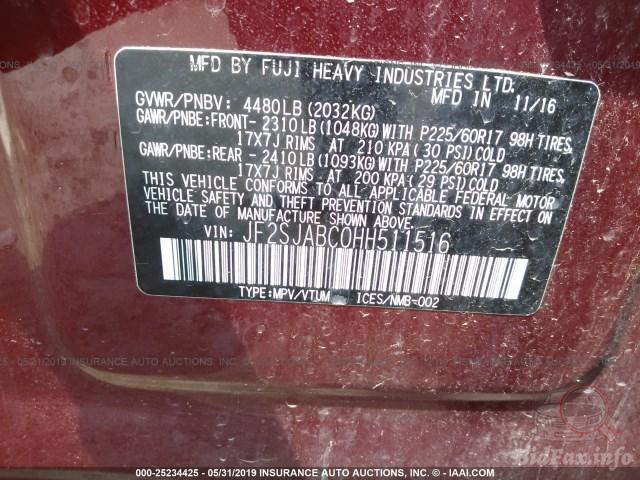 MFD BY FUJI HEAVY INDUSTRIES LTD.
MFD IN 11/16
GVWR/PNBV: 4480LB(2032KG)
GAWR/PNBE:FRONT- 2310LB(1048KG)WITH P225/60R17 98H TIRES,
17X7J RIMS AT 210 KPA(30 PSI)COLD
GAWR/PNBE:REAR - 2410LB(1093KG)WITH P225/60R17 98H TIRES,
17X7J RIMS AT 200 KPA(29 PSI)COLD
THIS VEHICLE CONFORMS TO ALL APPLICABLE FEDERAL MOTOR
VEHICLE SAFETY AND THEFT PREVENTION STANDARDS IN EFFECT ON
THE DATE OF MANUFACTURE SHOWN ABOVE.
VIN: JF2SJABC0HH511516
TYPE:MPV/VTUM ICES/NMB-002
BidFax.info
000-25234425 - 05/31/2019 INSURANCE AUTO AUCTIONS, INC. - © - IAAI.COM